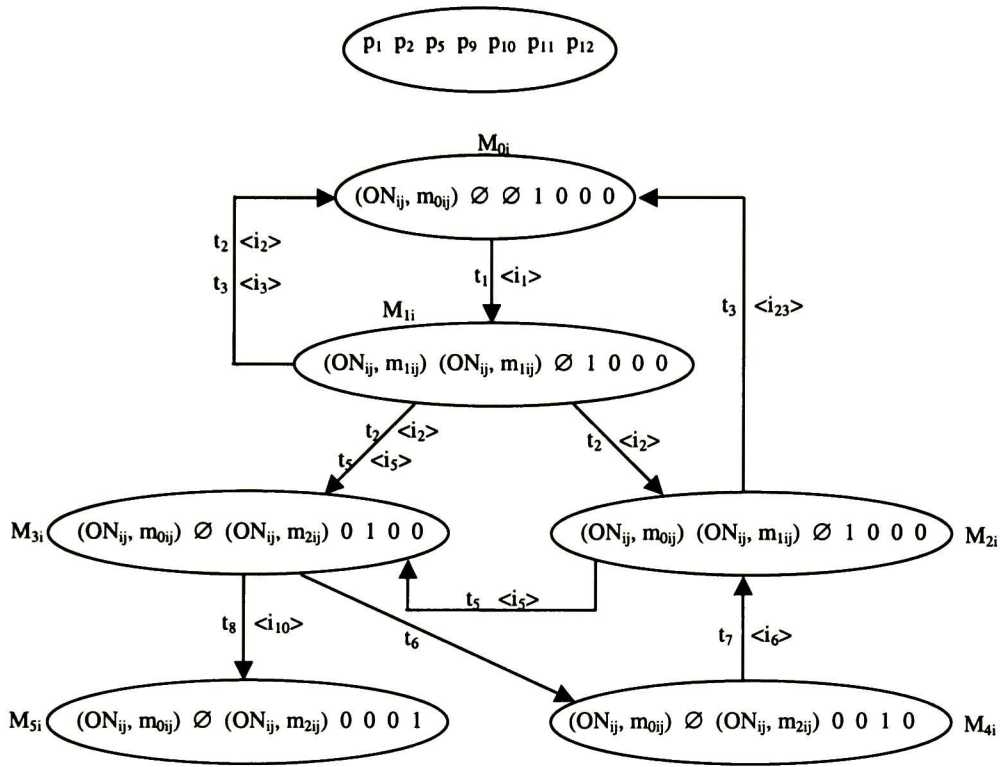 p₁ p₂ p₅ p₉ p₁₀ p₁₁ p₁₂
M₀ᵢ
(ONᵢⱼ, m₀ᵢⱼ) ∅ ∅ 1 0 0 0
t₂ <i₂>
t₃ <i₃>
t₁ <i₁>
t₃ <i₂₃>
M₁ᵢ
(ONᵢⱼ, m₁ᵢⱼ) (ONᵢⱼ, m₁ᵢⱼ) ∅ 1 0 0 0
t₂ <i₂>
t₅ <i₅>
t₂ <i₂>
M₃ᵢ (ONᵢⱼ, m₀ᵢⱼ) ∅ (ONᵢⱼ, m₂ᵢⱼ) 0 1 0 0
(ONᵢⱼ, m₀ᵢⱼ) (ONᵢⱼ, m₁ᵢⱼ) ∅ 1 0 0 0 M₂ᵢ
t₅ <i₅>
t₈ <i₁₀>
t₆
t₇ <i₆>
M₅ᵢ (ONᵢⱼ, m₀ᵢⱼ) ∅ (ONᵢⱼ, m₂ᵢⱼ) 0 0 0 1
(ONᵢⱼ, m₀ᵢⱼ) ∅ (ONᵢⱼ, m₂ᵢⱼ) 0 0 1 0 M₄ᵢ